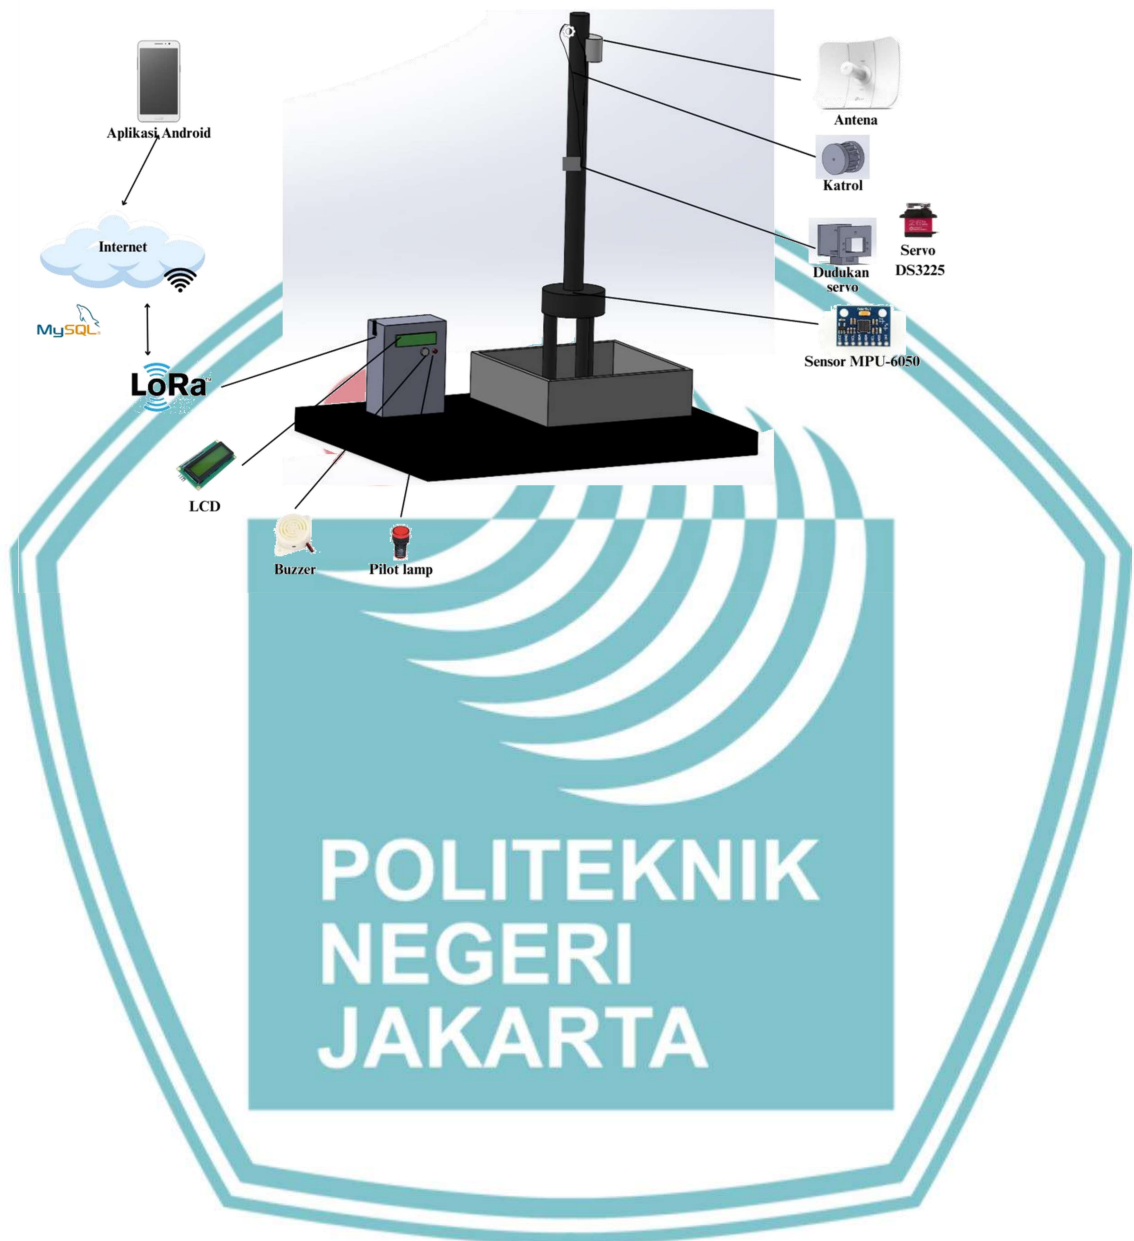 Aplikasi Android
Antena
Katrol
Internet
Servo
DS3225
Dudukan
servo
MySQL
Sensor MPU-6050
LoRa
LCD
Buzzer
Pilot lamp
POLITEKNIK
NEGERI
JAKARTA